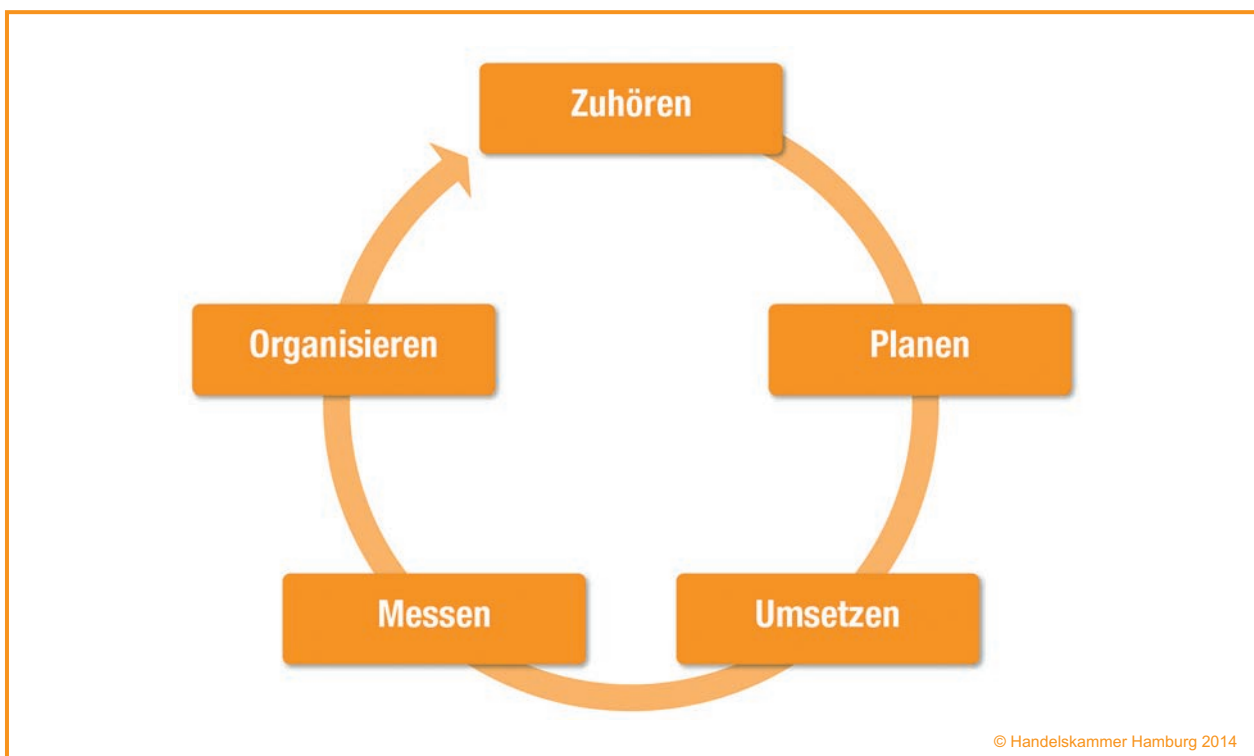 Zuhören
Planen
Umsetzen
Messen
Organisieren
© Handelskammer Hamburg 2014